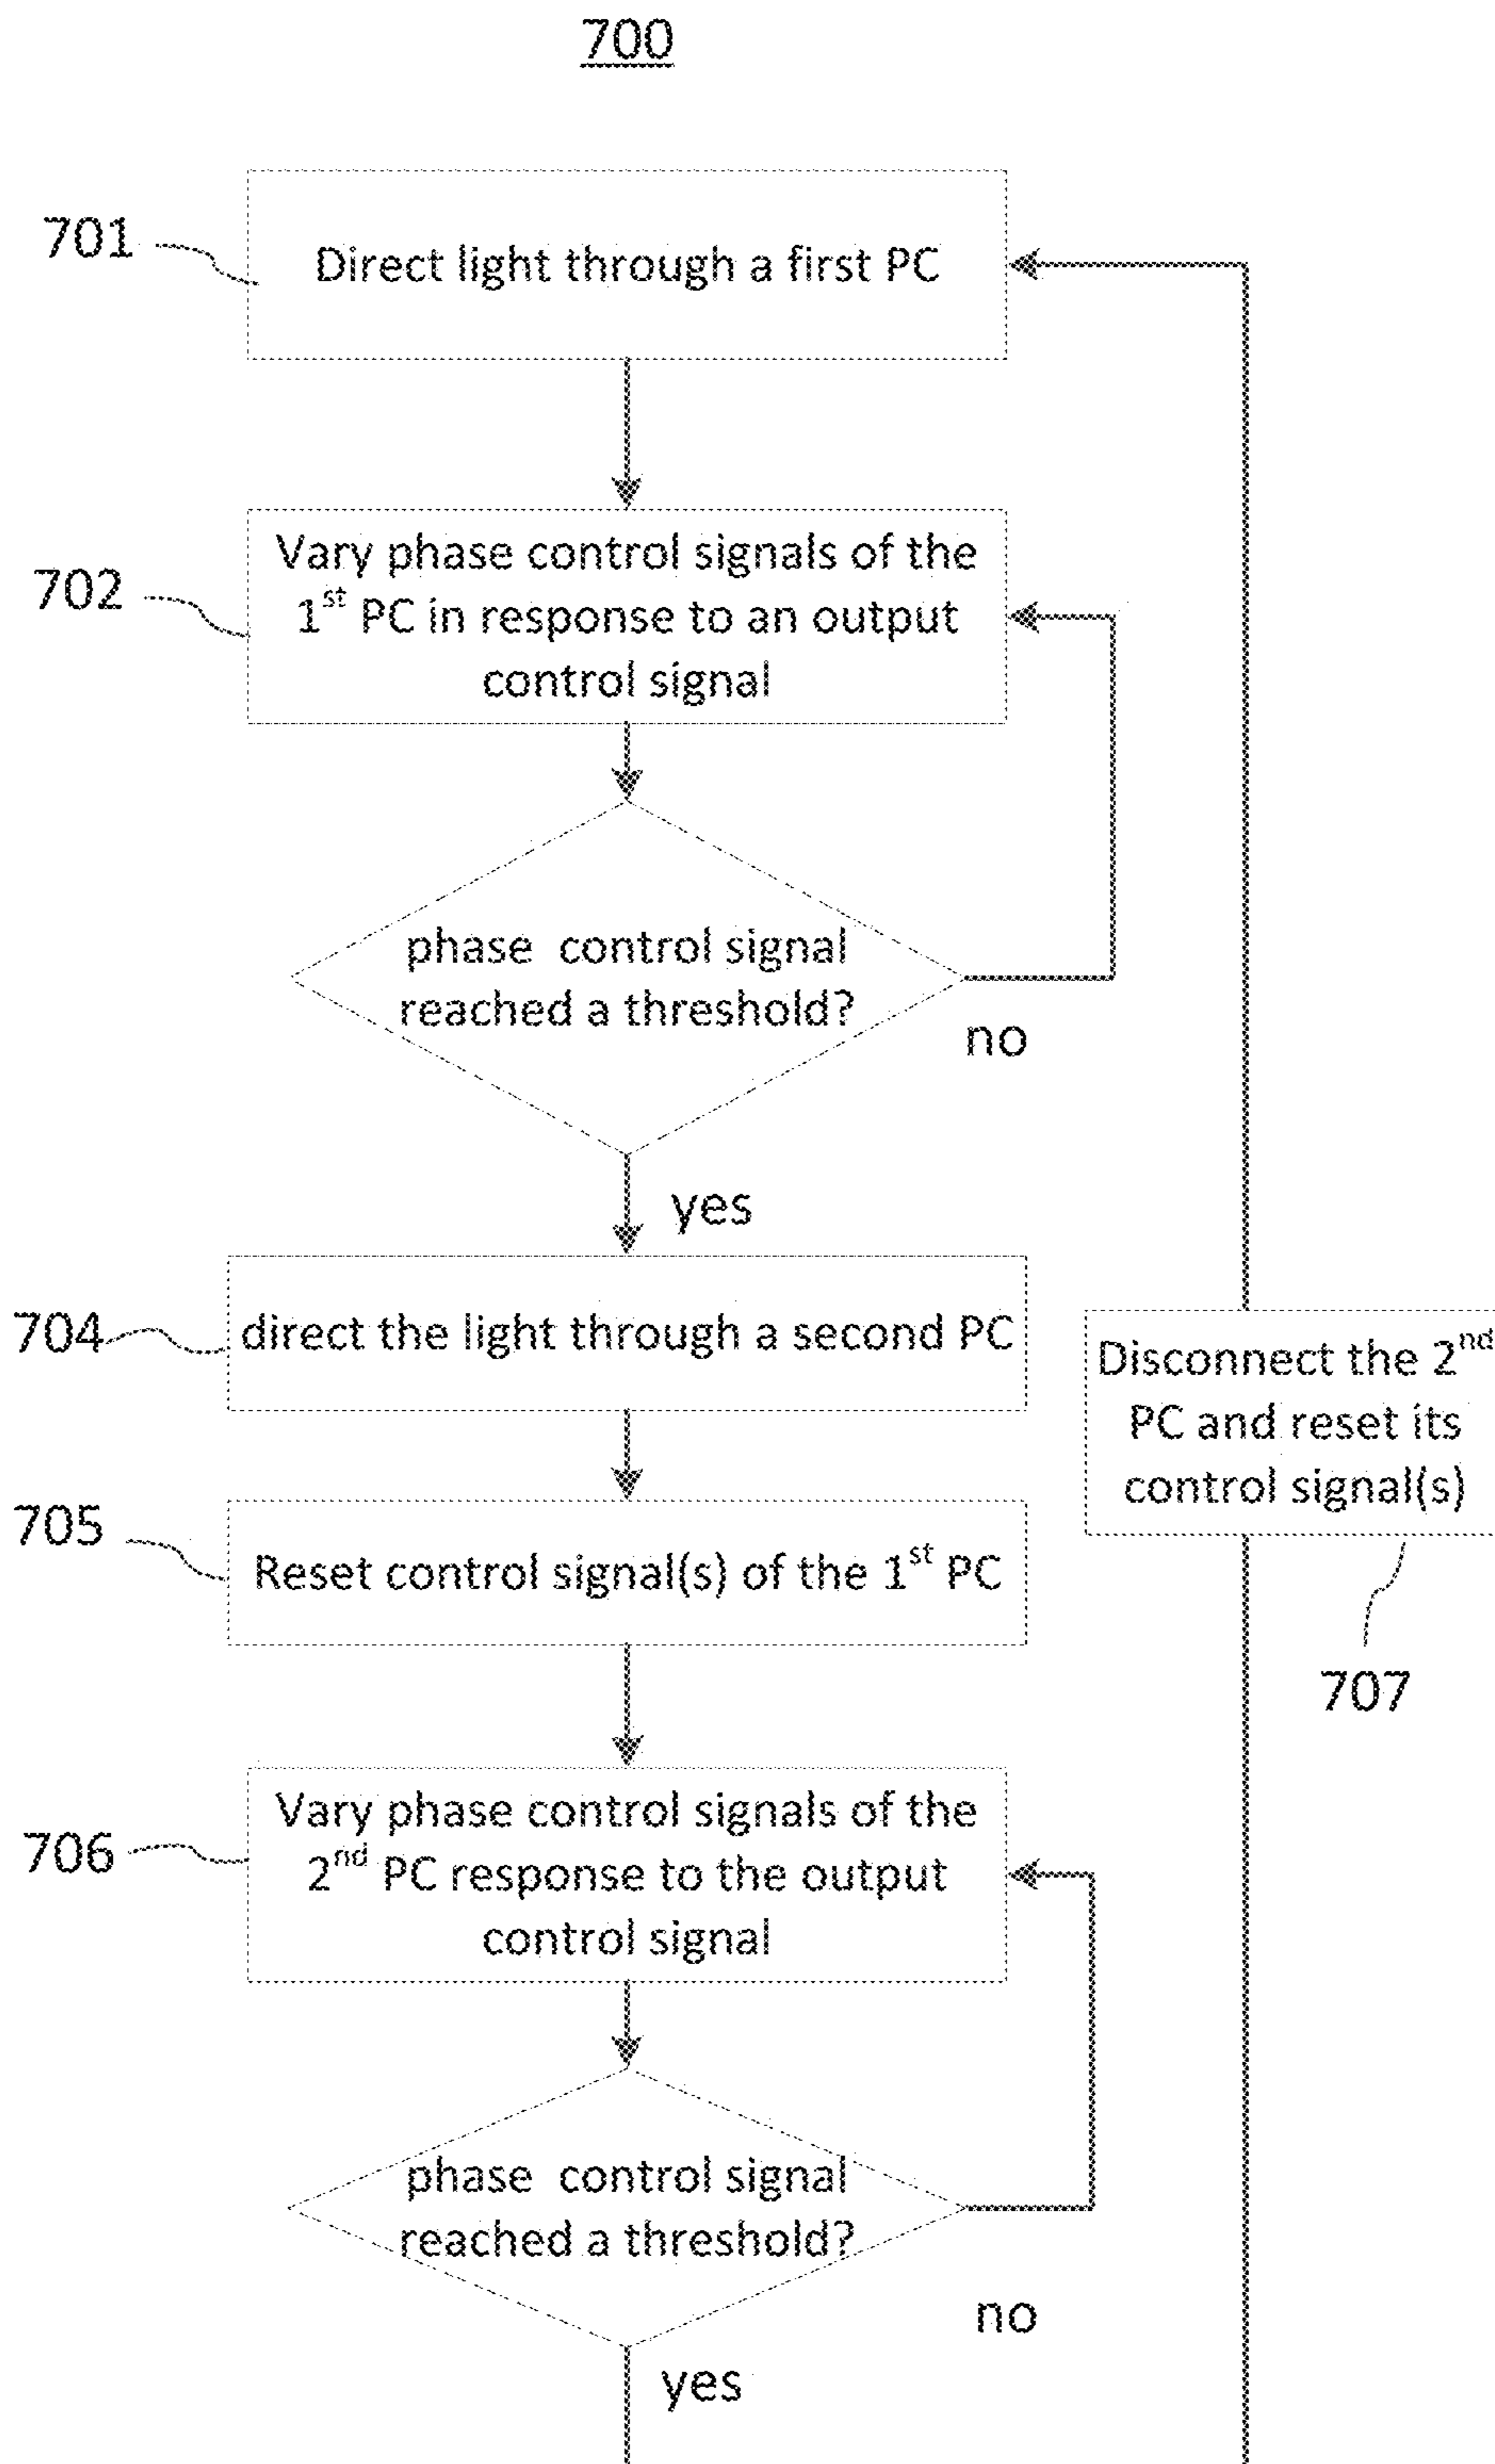 700
701
Direct light through a first PC
702
Vary phase control signals of the
1st PC in response to an output
control signal
phase control signal
reached a threshold?
no
yes
704
direct the light through a second PC
Disconnect the 2nd
PC and reset its
control signal(s)
707
705
Reset control signal(s) of the 1st PC
706
Vary phase control signals of the
2nd PC response to the output
control signal
phase control signal
reached a threshold?
no
yes